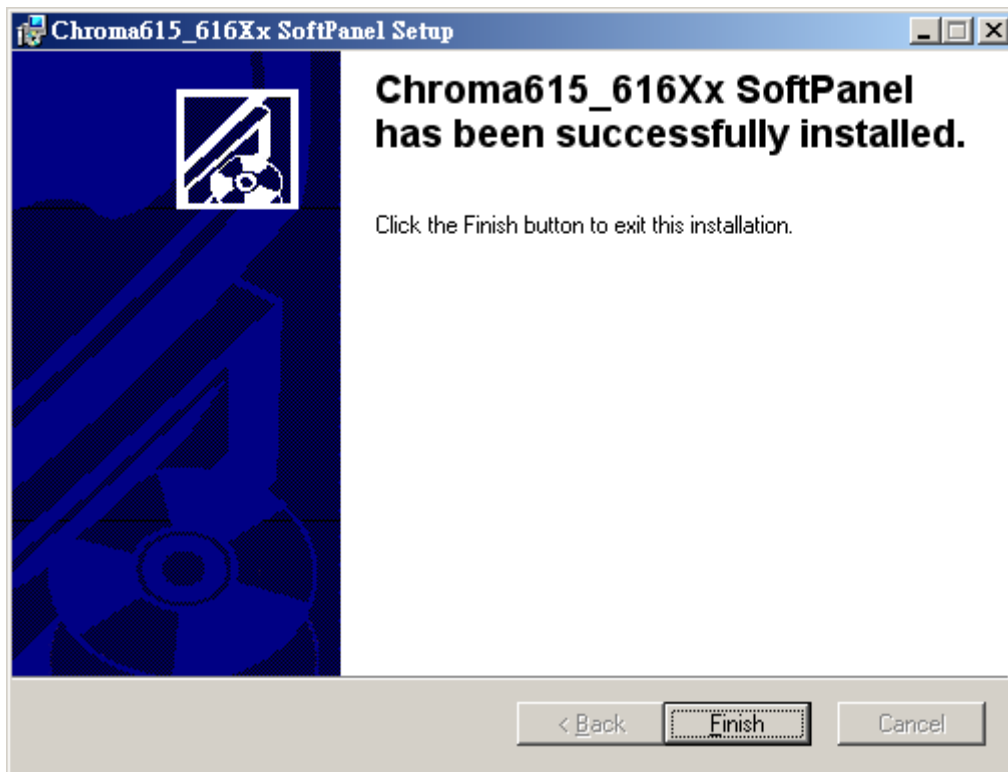 Chroma615_616Xx SoftPanel Setup
Chroma615_616Xx SoftPanel
has been successfully installed.
Click the Finish button to exit this installation.
< Back
Finish
Cancel